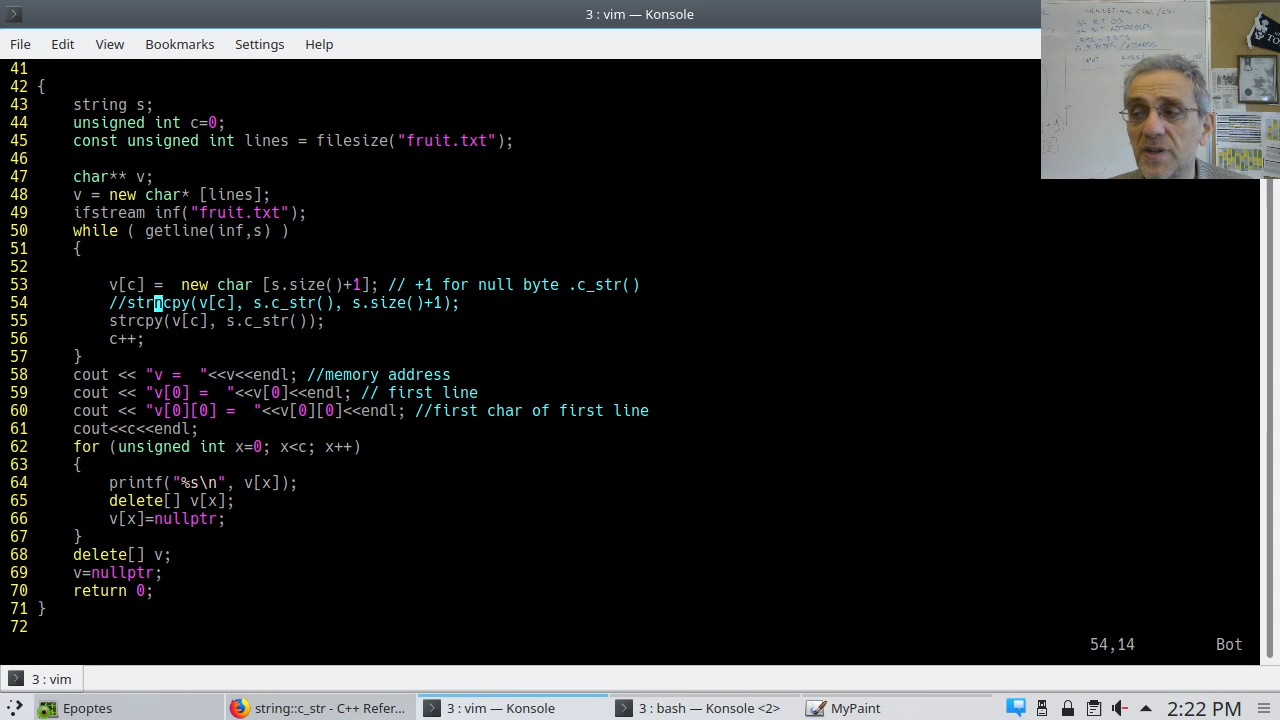 3 : vim — Konsole
File Edit View Bookmarks Settings Help
41
42 {
43     string s;
44     unsigned int c=0;
45     const unsigned int lines = filesize("fruit.txt");
46
47     char** v;
48     v = new char* [lines];
49     ifstream inf("fruit.txt");
50     while ( getline(inf,s) )
51     {
52
53         v[c] =  new char [s.size()+1]; // +1 for null byte .c_str()
54         //strncpy(v[c], s.c_str(), s.size()+1);
55         strcpy(v[c], s.c_str());
56         c++;
57     }
58     cout << "v =  "<<v<<endl; //memory address
59     cout << "v[0] =  "<<v[0]<<endl; // first line
60     cout << "v[0][0] =  "<<v[0][0]<<endl; //first char of first line
61     cout<<c<<endl;
62     for (unsigned int x=0; x<c; x++)
63     {
64         printf("%s\n", v[x]);
65         delete[] v[x];
66         v[x]=nullptr;
67     }
68     delete[] v;
69     v=nullptr;
70     return 0;
71 }
72
54,14 Bot
3 : vim
Epoptes string::c_str - C++ Refer... 3 : vim — Konsole 3 : bash — Konsole <2> MyPaint 2:22 PM